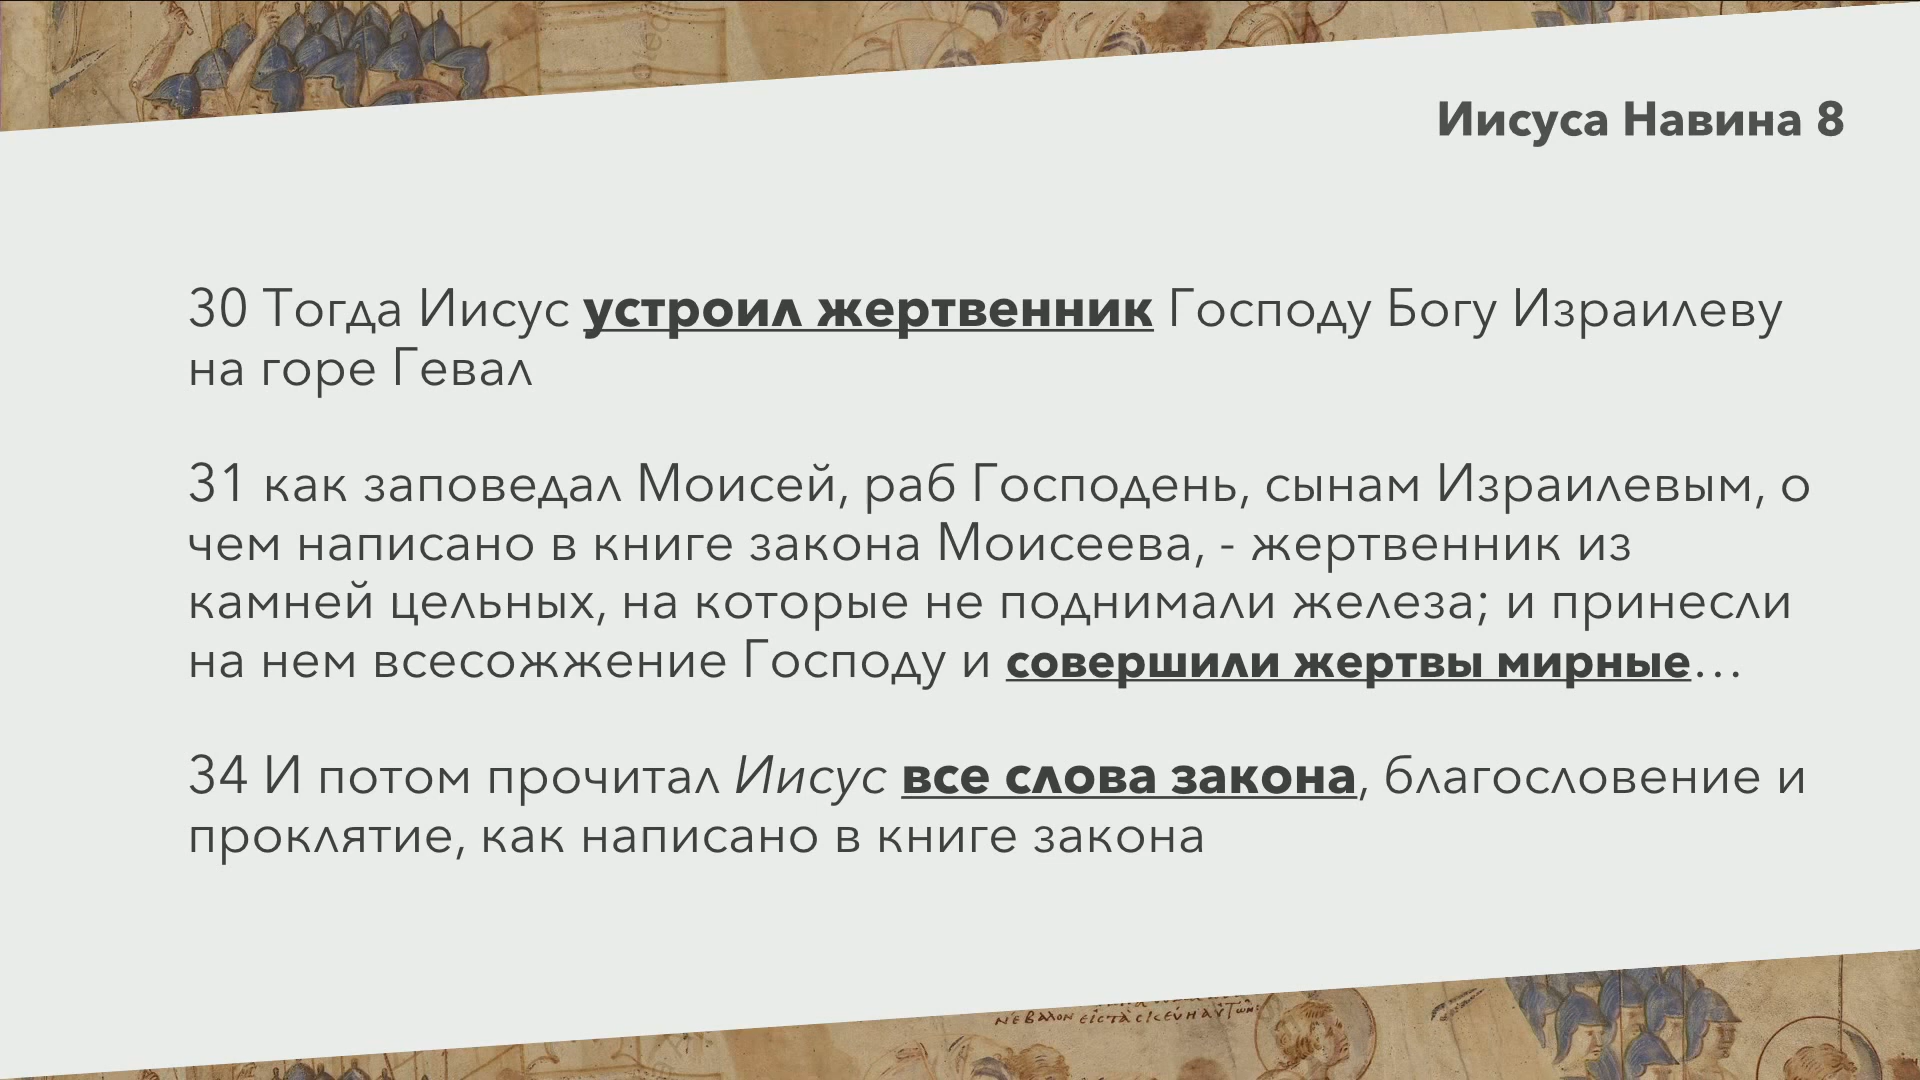 Иисуса Навина 8
30 Тогда Иисус устроил жертвенник Господу Богу Израилеву
на горе Гевал
31 как заповедал Моисей, раб Господень, сынам Израилевым, о
чем написано в книге закона Моисеева, - жертвенник из
камней цельных, на которые не поднимали железа; и принесли
на нем всесожжение Господу и совершили жертвы мирные…
34 И потом прочитал Иисус все слова закона, благословение и
проклятие, как написано в книге закона